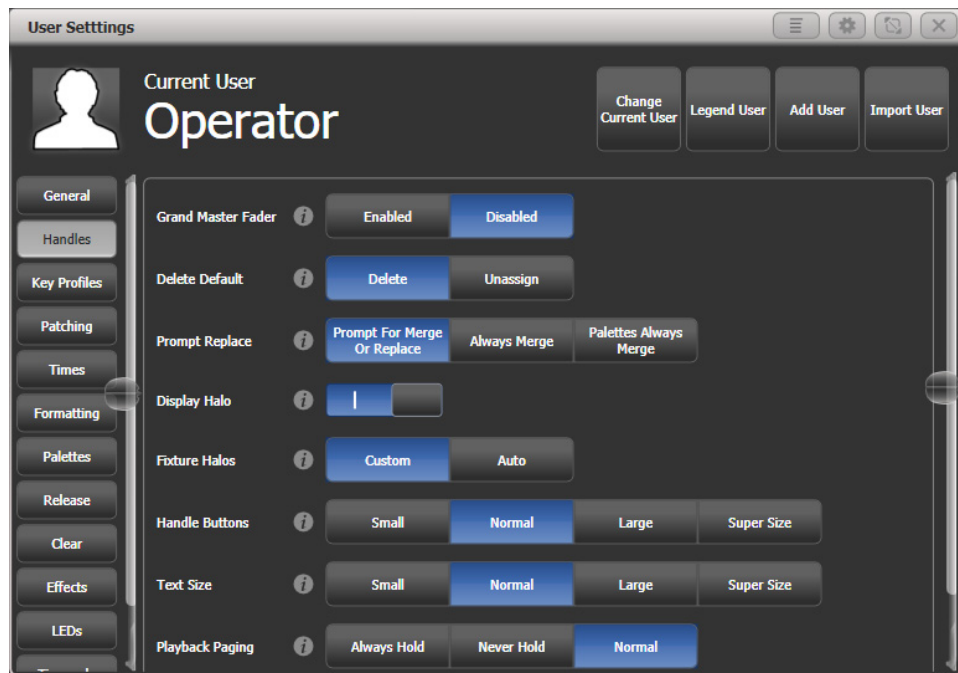 User Setttings
Current User
Operator
Change
Current User
Legend User
Add User
Import User
General
Handles
Key Profiles
Patching
Times
Formatting
Palettes
Release
Clear
Effects
LEDs
Grand Master Fader
Enabled
Disabled
Delete Default
Delete
Unassign
Prompt Replace
Prompt For Merge
Or Replace
Always Merge
Palettes Always
Merge
Display Halo
Fixture Halos
Custom
Auto
Handle Buttons
Small
Normal
Large
Super Size
Text Size
Small
Normal
Large
Super Size
Playback Paging
Always Hold
Never Hold
Normal